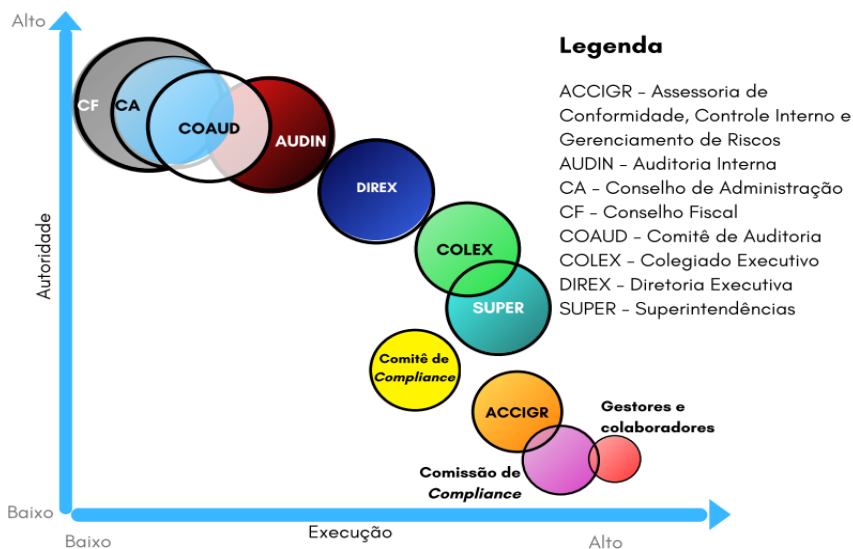 Alto
Legenda
CF
CA
COAUD
AUDIN
DIREX
COLEX
SUPER
Comitê de
Compliance
ACCIGR
Gestores e
colaboradores
Comissão de
Compliance
ACCIGR - Assessoria de
Conformidade, Controle Interno e
Gerenciamento de Riscos
AUDIN - Auditoria Interna
CA - Conselho de Administração
CF - Conselho Fiscal
COAUD - Comitê de Auditoria
COLEX - Colegiado Executivo
DIREX - Diretoria Executiva
SUPER - Superintendências
Autoridade
Baixo
Baixo
Execução
Alto